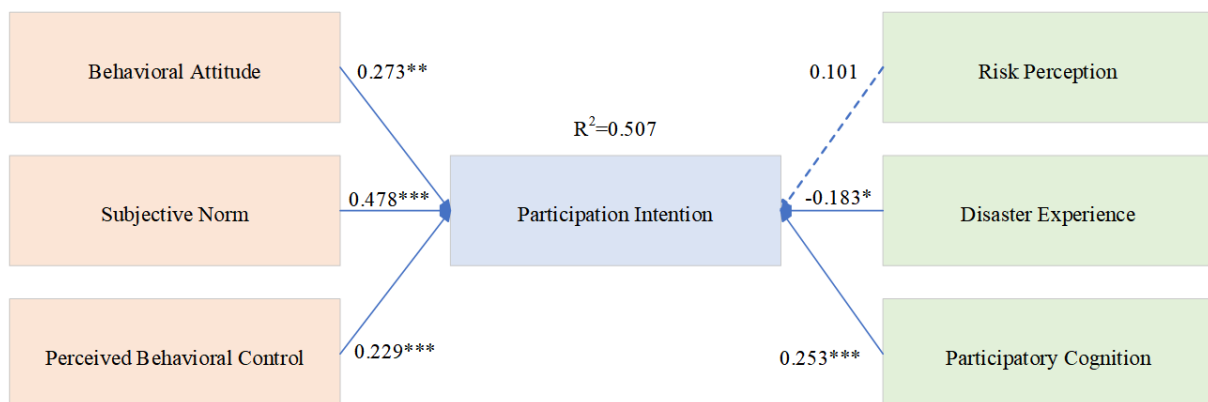 Behavioral Attitude
0.273**
0.101
Risk Perception
R²=0.507
Subjective Norm
0.478***
Participation Intention
-0.183*
Disaster Experience
Perceived Behavioral Control
0.229***
0.253***
Participatory Cognition